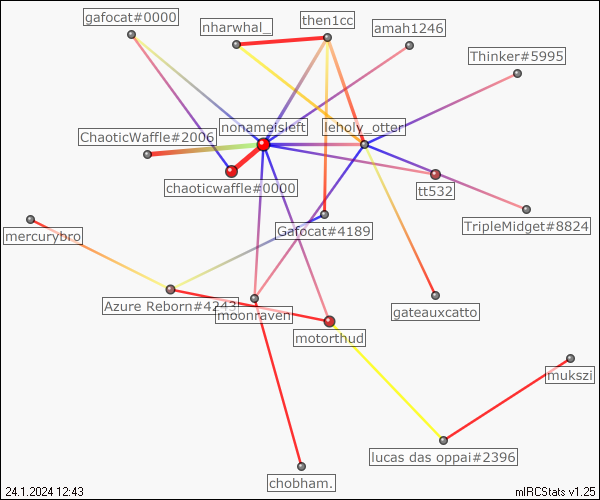 gafocat#0000
then1cc
nharwhal_
amah1246
Thinker#5995
nonameisleft
leholy_otter
ChaoticWaffle#2006
chaoticwaffle#0000
tt532
TripleMidget#8824
Gafocat#4189
mercurybro
Azure Reborn#4243
moonraven
gateauxcatto
motorthud
mukszi
lucas das oppai#2396
chobham.
24.1.2024 12:43
mIRCStats v1.25